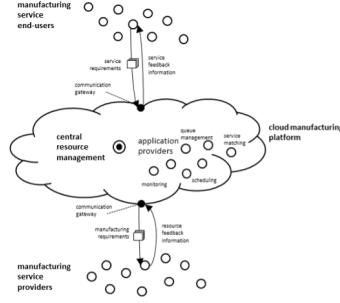 manufacturing
service
end-users
service
requirements
service
feedback
information
communication
gateway
central
resource
management
application
providers
queue
management
service
matching
cloud manufacturing
platform
monitoring
scheduling
communication
gateway
manufacturing
requirements
resource
feedback
information
manufacturing
service
providers